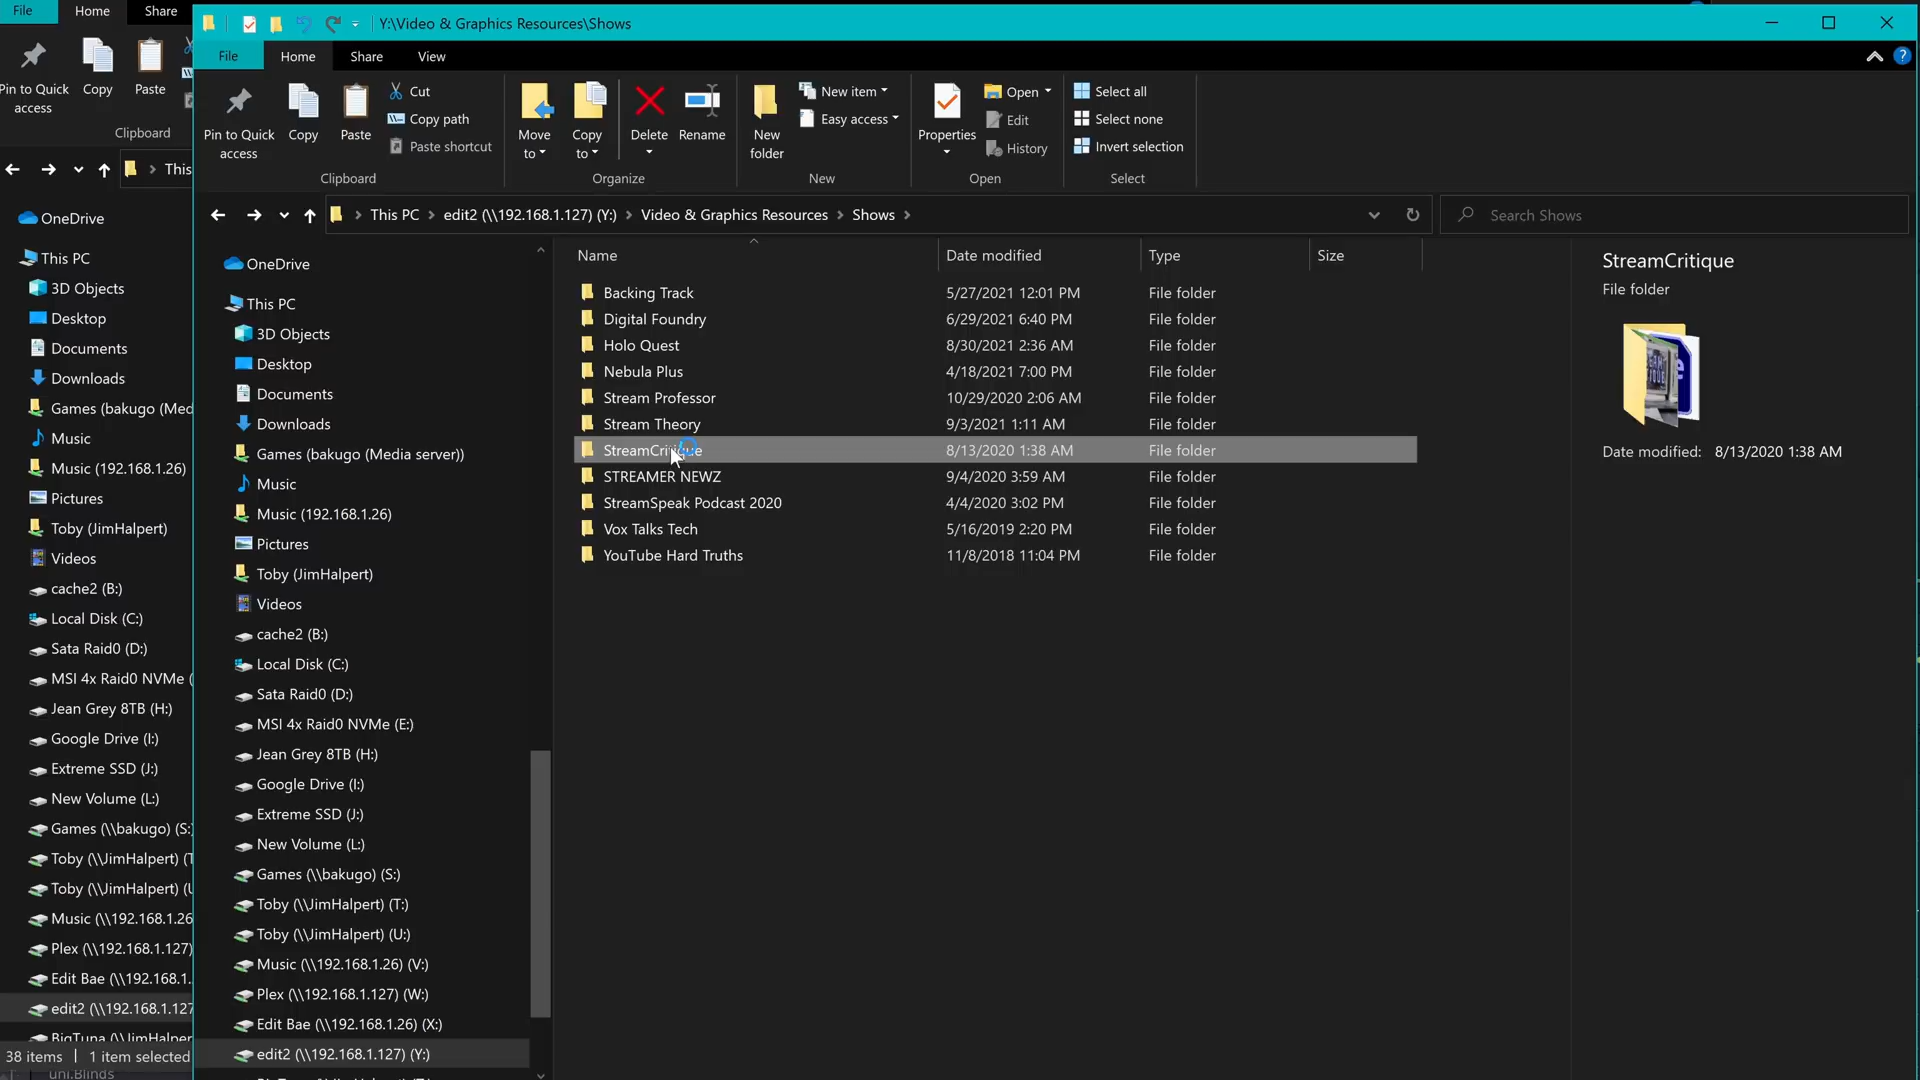 File
Home
Share
Pin to Quick
access
Copy
Paste
Clipboard
This
OneDrive
This PC
3D Objects
Desktop
Documents
Downloads
Games (bakugo (Med
Music
Music (192.168.1.26)
Pictures
Toby (JimHalpert)
Videos
cache2 (B:)
Local Disk (C:)
Sata Raid0 (D:)
MSI 4x Raid0 NVMe (
Jean Grey 8TB (H:)
Google Drive (I:)
Extreme SSD (J:)
New Volume (L:)
Games (\\bakugo) (S:
Toby (\\JimHalpert) (T
Toby (\\JimHalpert) (U
Music (\\192.168.1.26
Plex (\\192.168.1.127)
Edit Bae (\\192.168.1.
edit2 (\\192.168.1.127
BigTuna (\\JimHalper
38 items
1 item selected
uni.Blinds
Y:\Video & Graphics Resources\Shows
File
Home
Share
View
Pin to Quick
access
Copy
Paste
Cut
Copy path
Paste shortcut
Clipboard
Move
to
Copy
to
Delete
Rename
Organize
New
folder
New item
Easy access
New
Properties
Open
Edit
History
Open
Select all
Select none
Invert selection
Select
This PC
edit2 (\\192.168.1.127) (Y:)
Video & Graphics Resources
Shows
Search Shows
OneDrive
This PC
3D Objects
Desktop
Documents
Downloads
Games (bakugo (Media server))
Music
Music (192.168.1.26)
Pictures
Toby (JimHalpert)
Videos
cache2 (B:)
Local Disk (C:)
Sata Raid0 (D:)
MSI 4x Raid0 NVMe (E:)
Jean Grey 8TB (H:)
Google Drive (I:)
Extreme SSD (J:)
New Volume (L:)
Games (\\bakugo) (S:)
Toby (\\JimHalpert) (T:)
Toby (\\JimHalpert) (U:)
Music (\\192.168.1.26) (V:)
Plex (\\192.168.1.127) (W:)
Edit Bae (\\192.168.1.26) (X:)
edit2 (\\192.168.1.127) (Y:)
Name Date modified Type Size
Backing Track 5/27/2021 12:01 PM File folder
Digital Foundry 6/29/2021 6:40 PM File folder
Holo Quest 8/30/2021 2:36 AM File folder
Nebula Plus 4/18/2021 7:00 PM File folder
Stream Professor 10/29/2020 2:06 AM File folder
Stream Theory 9/3/2021 1:11 AM File folder
StreamCritique 8/13/2020 1:38 AM File folder
STREAMER NEWZ 9/4/2020 3:59 AM File folder
StreamSpeak Podcast 2020 4/4/2020 3:02 PM File folder
Vox Talks Tech 5/16/2019 2:20 PM File folder
YouTube Hard Truths 11/8/2018 11:04 PM File folder
StreamCritique
File folder
Date modified: 8/13/2020 1:38 AM